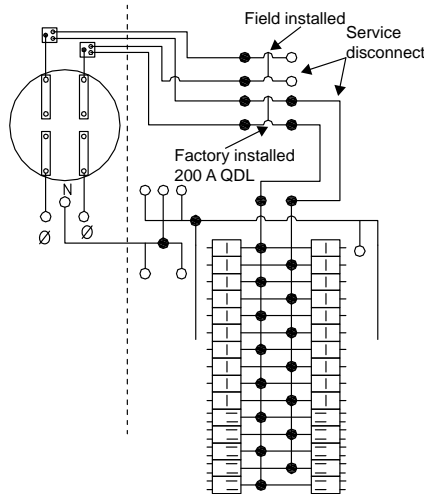 Field installed
Service
disconnect
Factory installed
200 A QDL
N
Ø
Ø